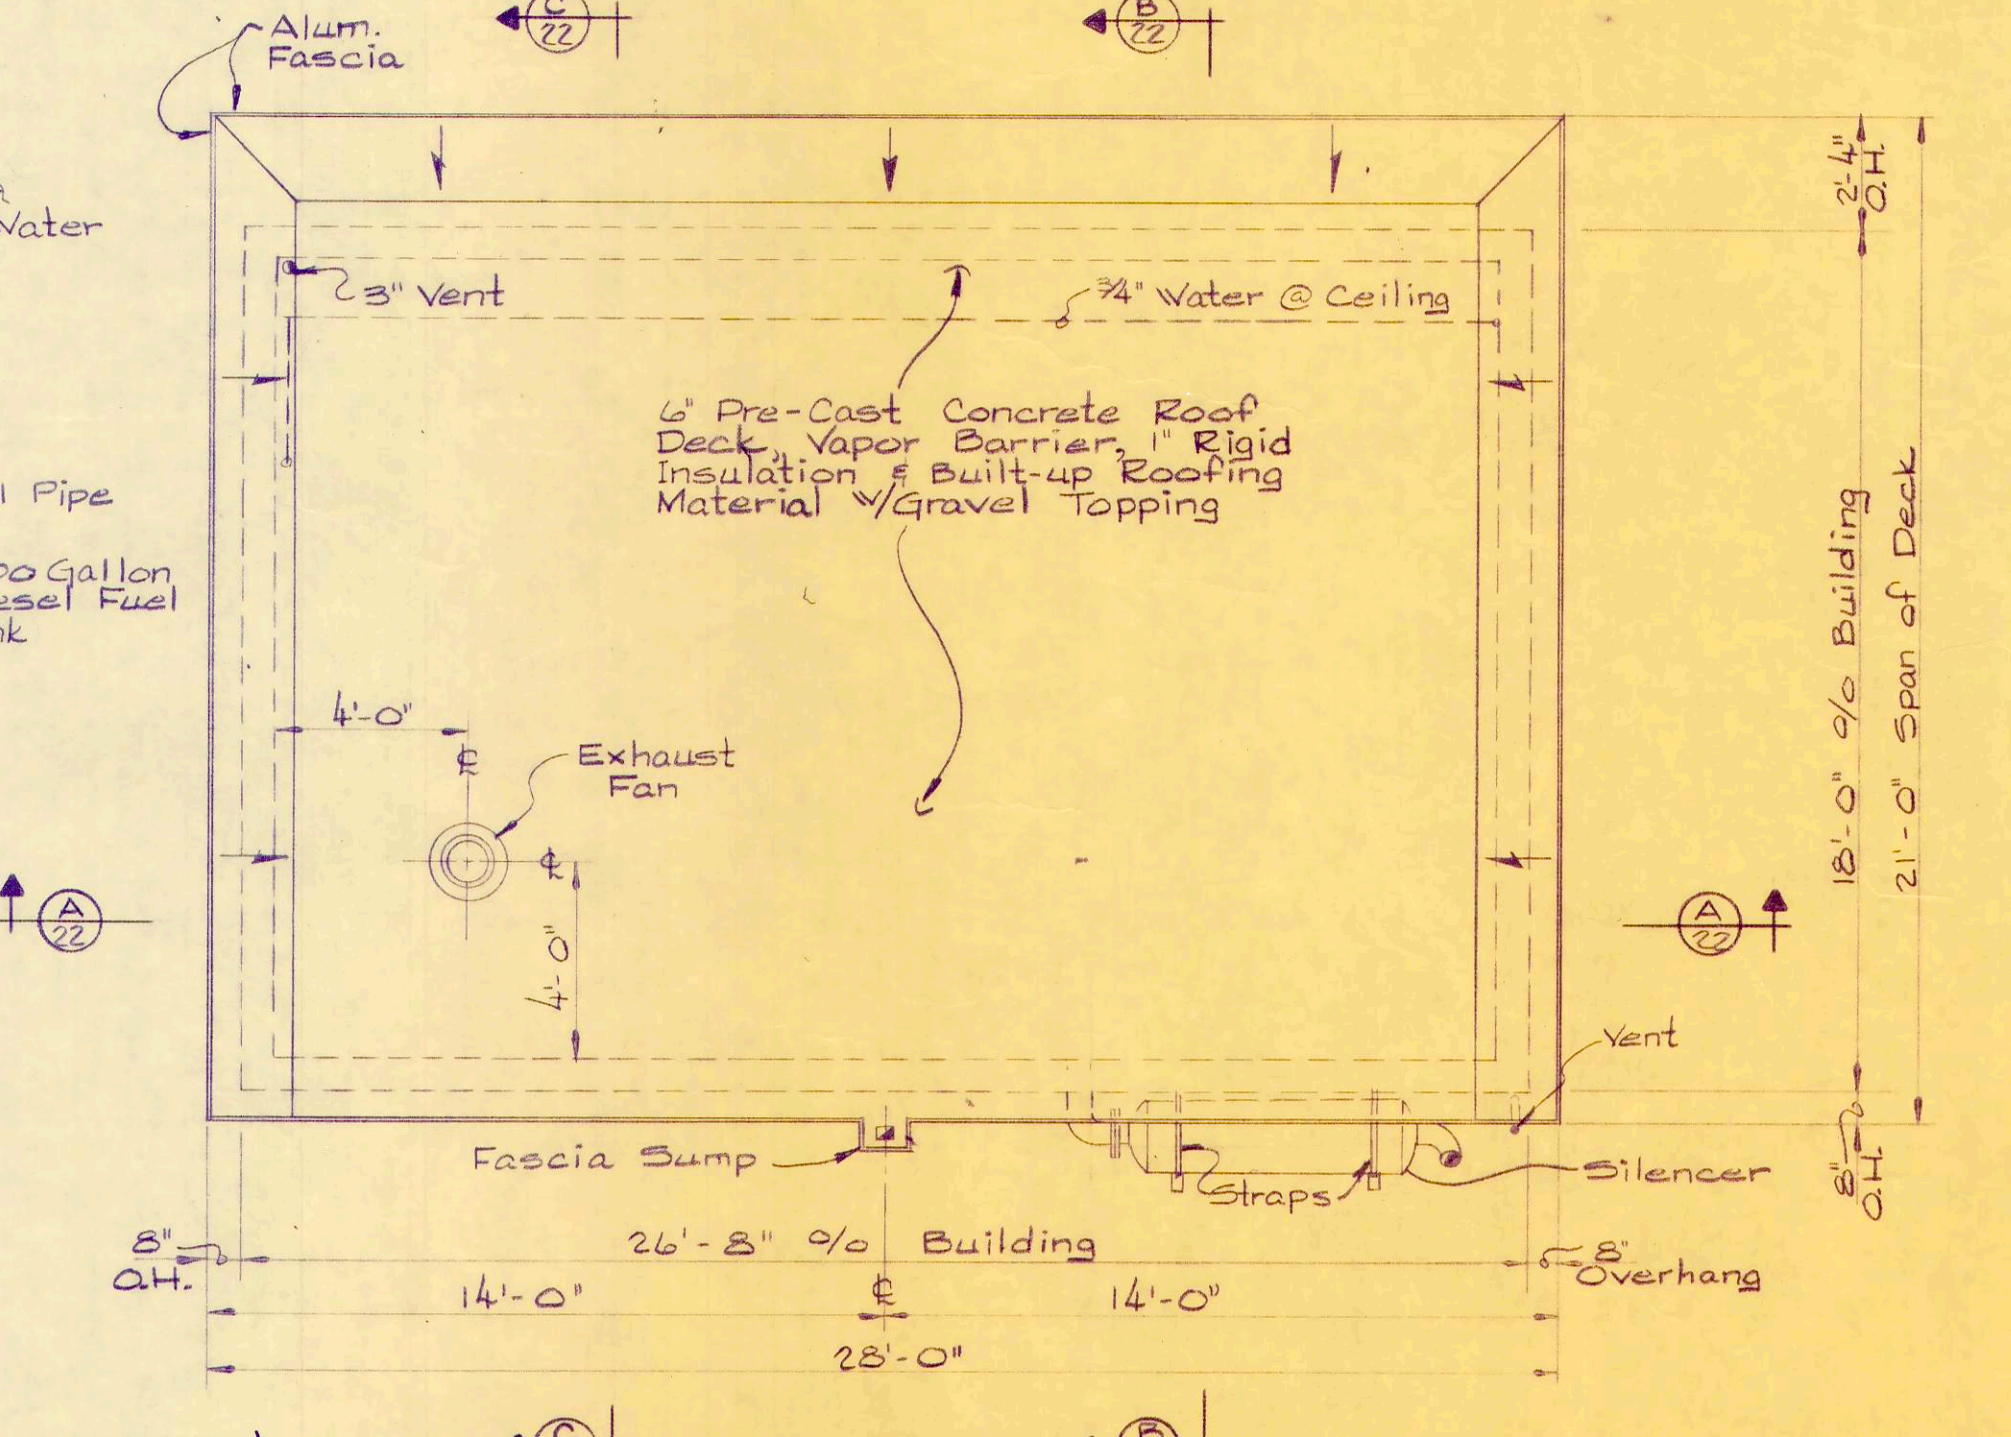 Alum.
Fascia
C
22
B
22
Water
3" Vent
3/4" Water @ Ceiling
2'-4"
O.H.
6" Pre-Cast Concrete Roof
Deck, Vapor Barrier, 1" Rigid
Insulation & Built-up Roofing
Material w/Gravel Topping
Pipe
Gallon
Fuel
4'-0"
℄
Exhaust
Fan
℄
4'-0"
18'-0" o/o Building
21'-0" Span of Deck
A
22
A
22
Vent
Fascia Sump
Straps
Silencer
8"
O.H.
8"
O.H.
26'-8" o/o Building
8"
Overhang
14'-0"
℄
14'-0"
28'-0"
C
B